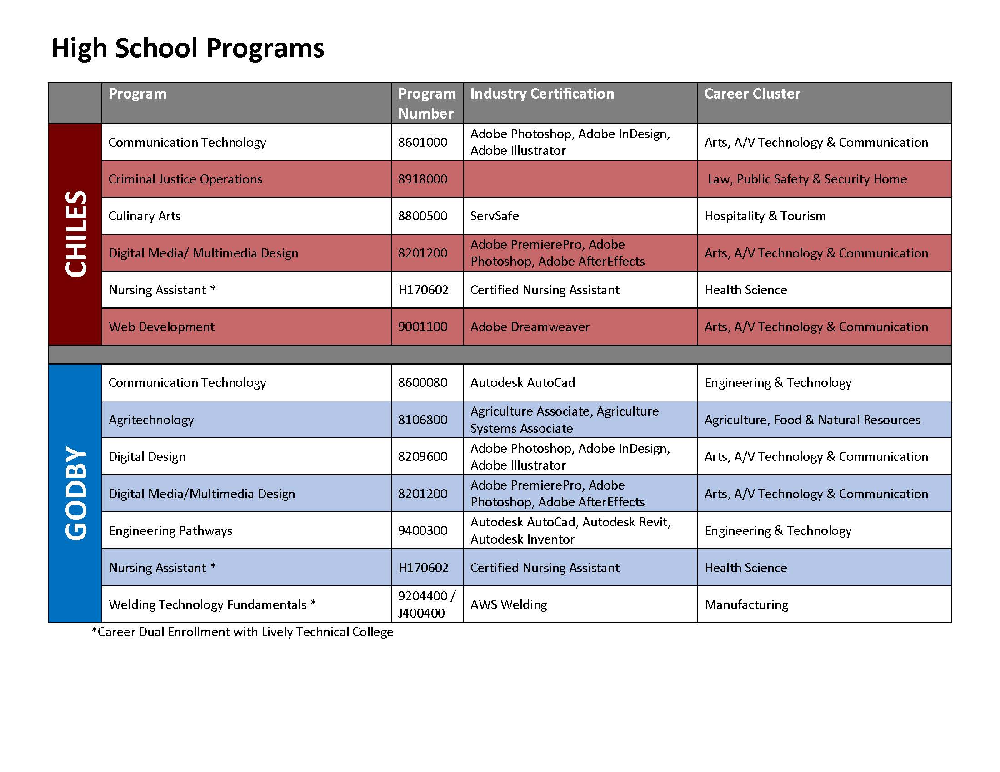 High School Programs
Program
Program
Number
Industry Certification
Career Cluster
CHILES
Communication Technology
8601000
Adobe Photoshop, Adobe InDesign,
Adobe Illustrator
Arts, A/V Technology & Communication
Criminal Justice Operations
8918000
Law, Public Safety & Security Home
Culinary Arts
8800500
ServSafe
Hospitality & Tourism
Digital Media/ Multimedia Design
8201200
Adobe PremierePro, Adobe
Photoshop, Adobe AfterEffects
Arts, A/V Technology & Communication
Nursing Assistant *
H170602
Certified Nursing Assistant
Health Science
Web Development
9001100
Adobe Dreamweaver
Arts, A/V Technology & Communication
GODBY
Communication Technology
8600080
Autodesk AutoCad
Engineering & Technology
Agritechnology
8106800
Agriculture Associate, Agriculture
Systems Associate
Agriculture, Food & Natural Resources
Digital Design
8209600
Adobe Photoshop, Adobe InDesign,
Adobe Illustrator
Arts, A/V Technology & Communication
Digital Media/Multimedia Design
8201200
Adobe PremierePro, Adobe
Photoshop, Adobe AfterEffects
Arts, A/V Technology & Communication
Engineering Pathways
9400300
Autodesk AutoCad, Autodesk Revit,
Autodesk Inventor
Engineering & Technology
Nursing Assistant *
H170602
Certified Nursing Assistant
Health Science
Welding Technology Fundamentals *
9204400 /
J400400
AWS Welding
Manufacturing
*Career Dual Enrollment with Lively Technical College